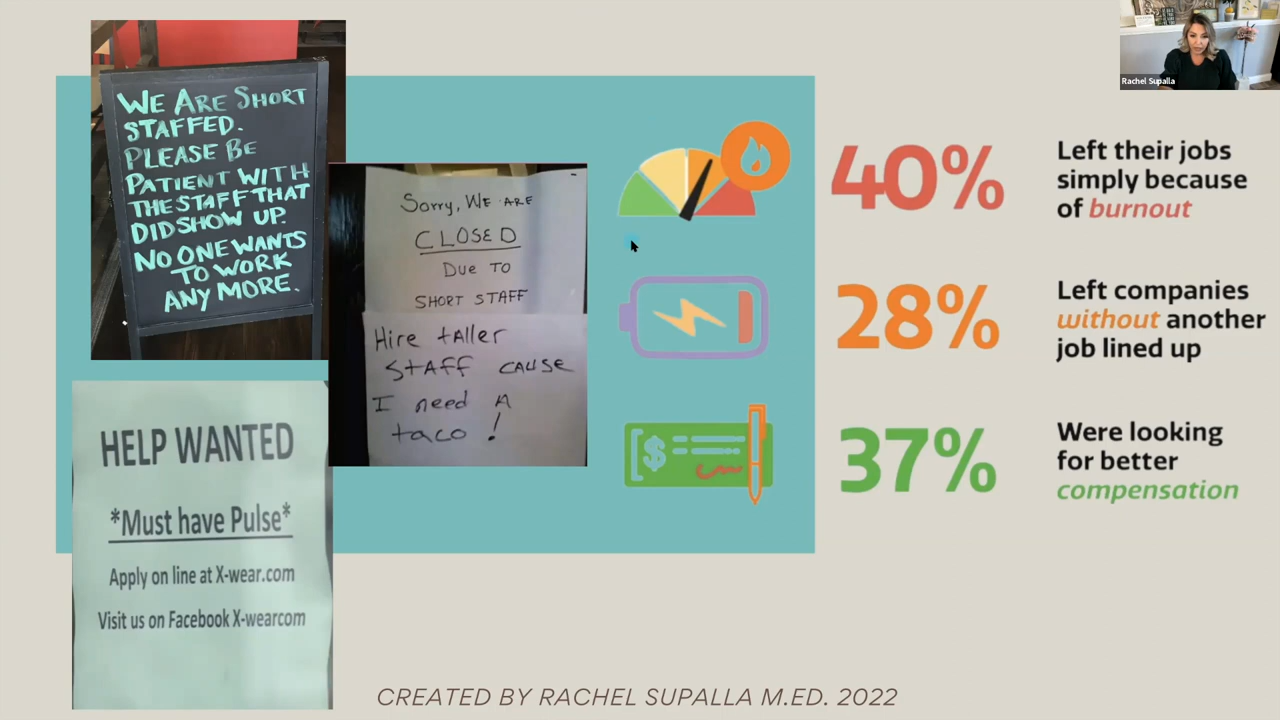 WE ARE SHORT
STAFFED.
PLEASE BE
PATIENT WITH
THE STAFF THAT
DID SHOW UP.
NO ONE WANTS
TO WORK
ANY MORE.
Sorry, WE ARE
CLOSED
DUE TO
SHORT STAFF
Hire tAller
STAFF CAUSE
I need A
taco!
HELP WANTED
*Must have Pulse*
Apply on line at X-wear.com
Visit us on Facebook X-wearcom
$
40%
Left their jobs
simply because
of burnout
28%
Left companies
without another
job lined up
37%
Were looking
for better
compensation
Rachel Supalla
CREATED BY RACHEL SUPALLA M.ED. 2022